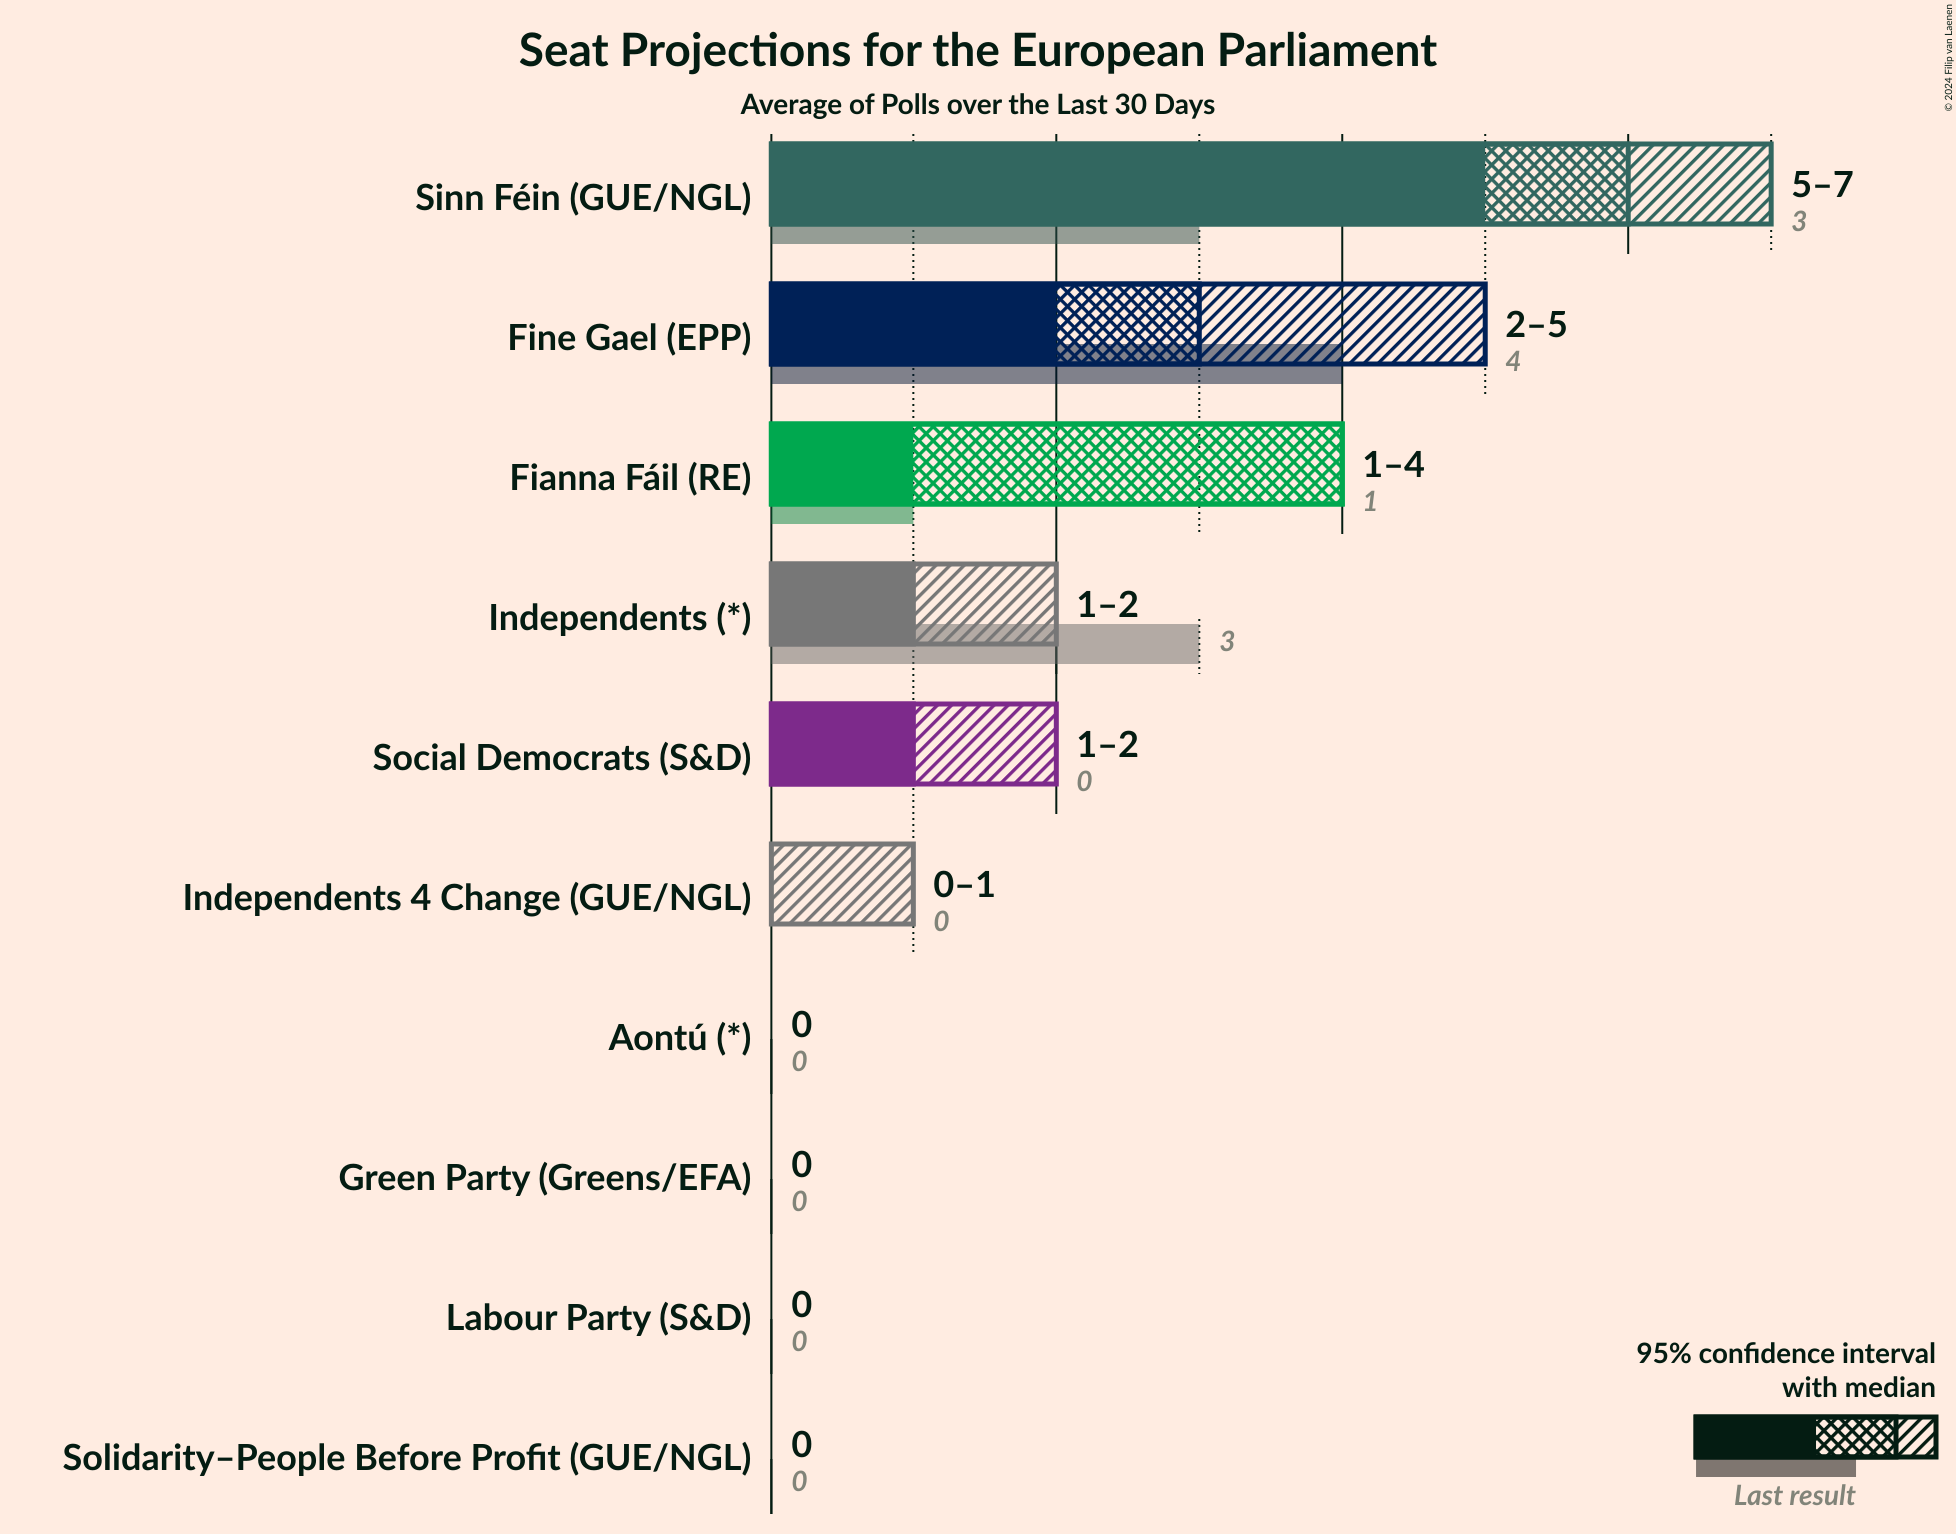 Seat Projections for the European Parliament
Average of Polls over the Last 30 Days
© 2024 Filip van Laenen
Sinn Féin (GUE/NGL)
5–7
3
Fine Gael (EPP)
2–5
4
Fianna Fáil (RE)
1–4
1
Independents (*)
1–2
3
Social Democrats (S&D)
1–2
0
Independents 4 Change (GUE/NGL)
0–1
0
Aontú (*)
0
0
Green Party (Greens/EFA)
0
0
Labour Party (S&D)
0
0
Solidarity–People Before Profit (GUE/NGL)
0
0
95% confidence interval
with median
Last result